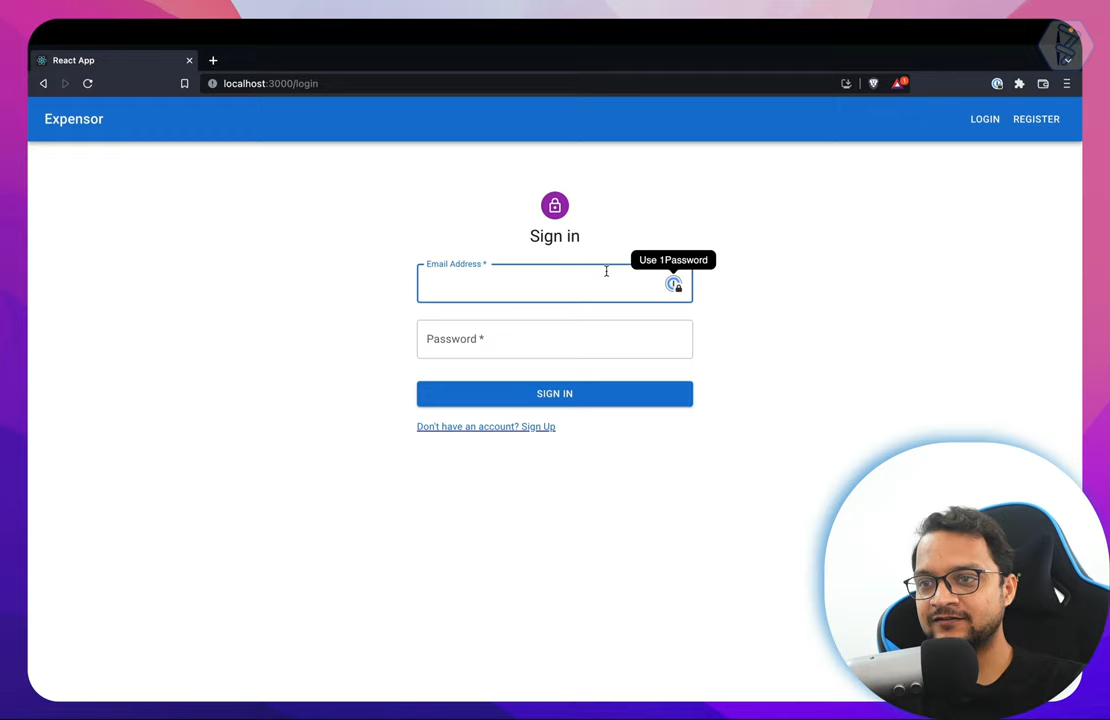 React App
localhost:3000/login
1
Expensor
LOGIN REGISTER
Sign in
Use 1Password
Email Address *
Password *
SIGN IN
Don't have an account? Sign Up